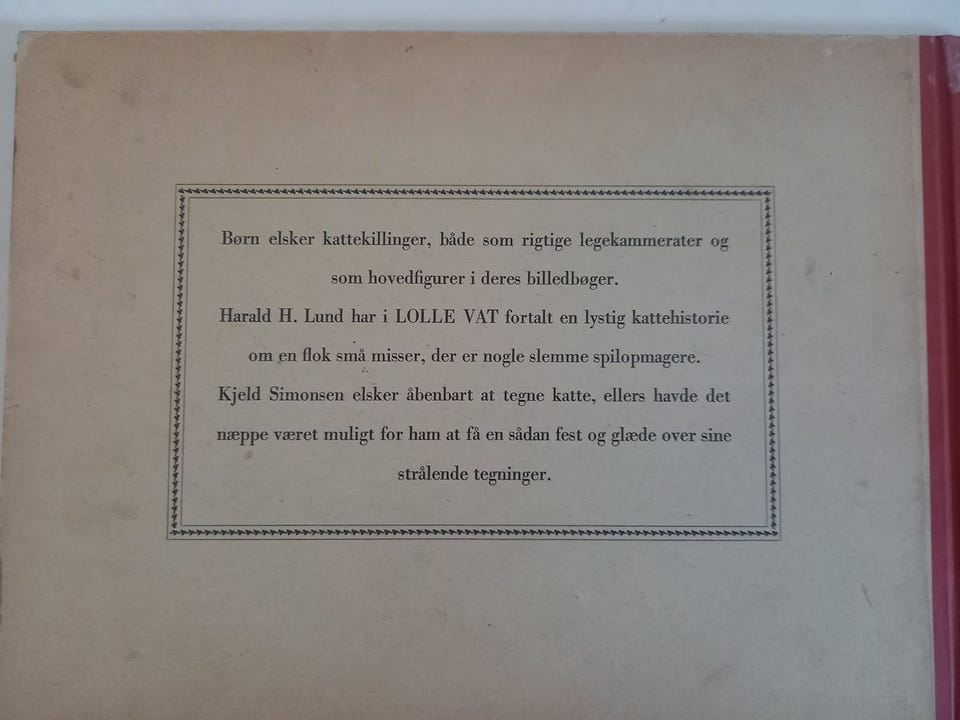 Børn elsker kattekillinger, både som rigtige legekammerater og
som hovedfigurer i deres billedbøger.
Harald H. Lund har i LOLLE VAT fortalt en lystig kattehistorie
om en flok små misser, der er nogle slemme spilopmagere.
Kjeld Simonsen elsker åbenbart at tegne katte, ellers havde det
næppe været muligt for ham at få en sådan fest og glæde over sine
strålende tegninger.